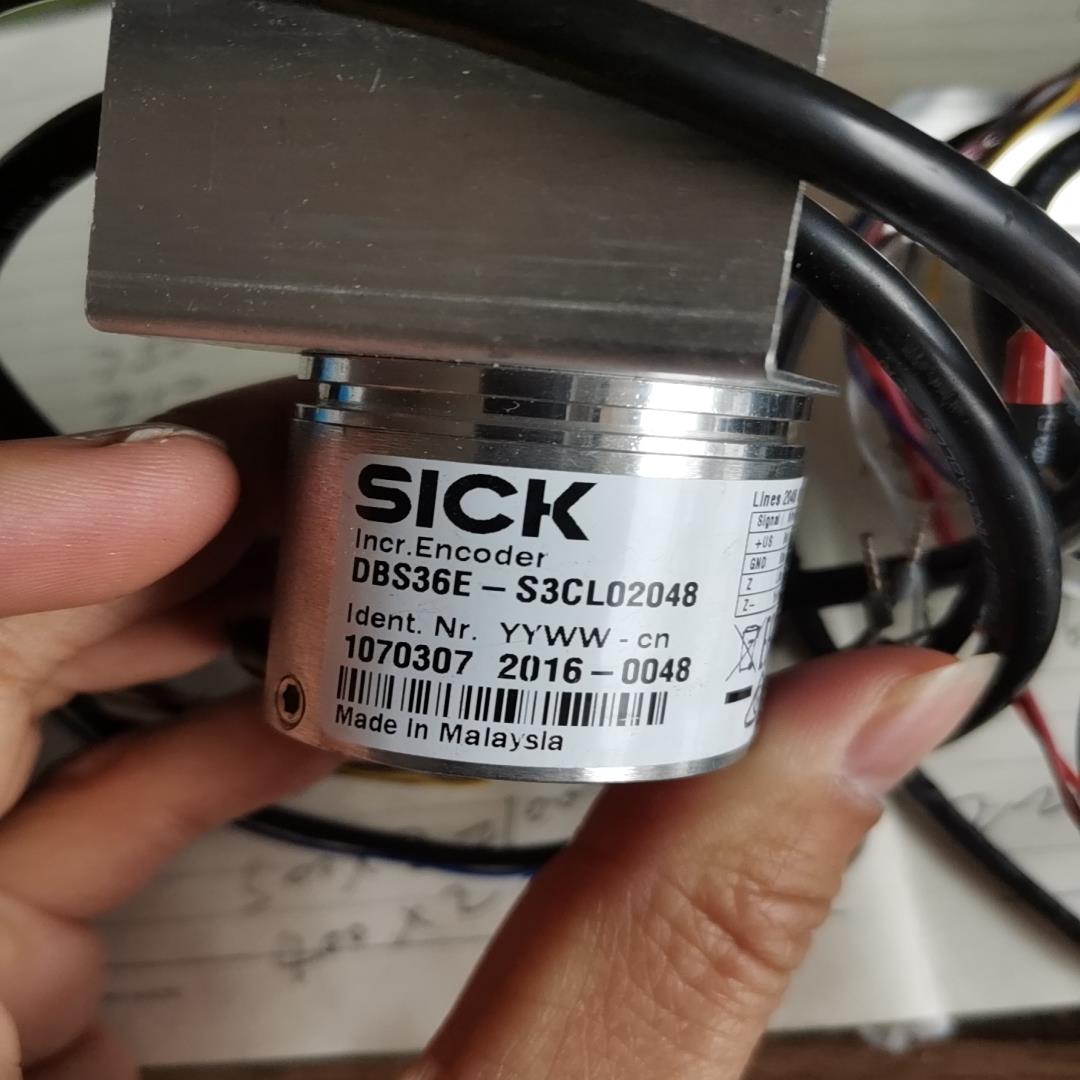 SICK
Incr.Encoder
DBS36E – S3CL02048
Ident. Nr. YYWW - cn
1070307 2016 – 0048
Made In Malaysia
Lines 2048
Signal
+US
GND
Z
Z–